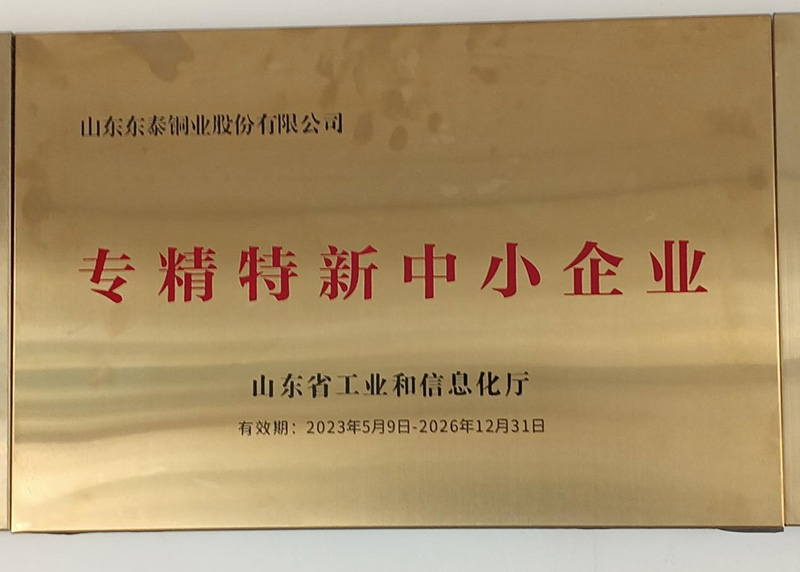 山东东泰铜业股份有限公司
专精特新中小企业
山东省工业和信息化厅
有效期：2023年5月9日-2026年12月31日